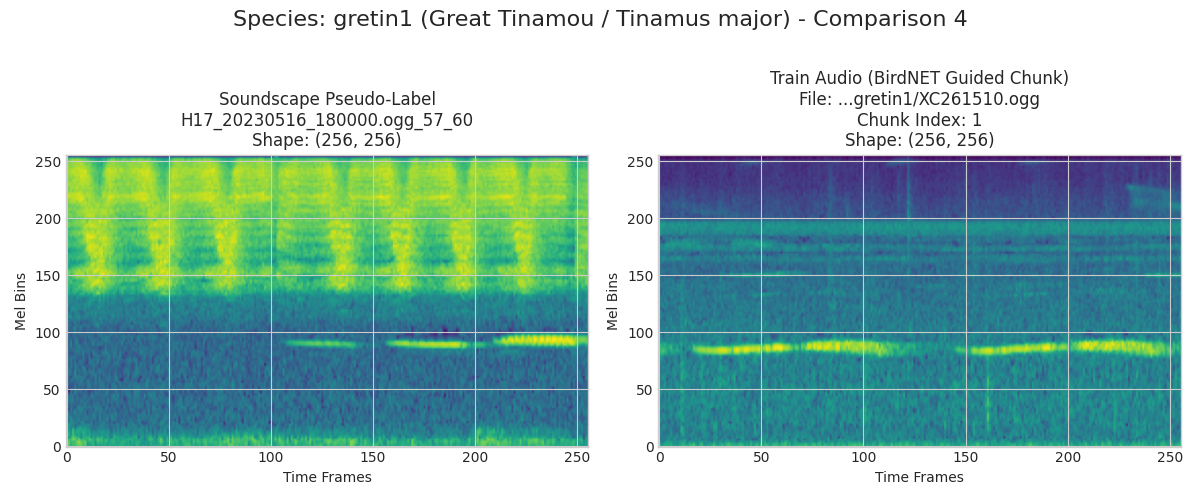 Species: gretin1 (Great Tinamou / Tinamus major) - Comparison 4
Soundscape Pseudo-Label
H17_20230516_180000.ogg_57_60
Shape: (256, 256)
250
200
150
100
50
0
Mel Bins
0 50 100 150 200 250
Time Frames
Train Audio (BirdNET Guided Chunk)
File: ...gretin1/XC261510.ogg
Chunk Index: 1
Shape: (256, 256)
250
200
150
100
50
0
Mel Bins
0 50 100 150 200 250
Time Frames